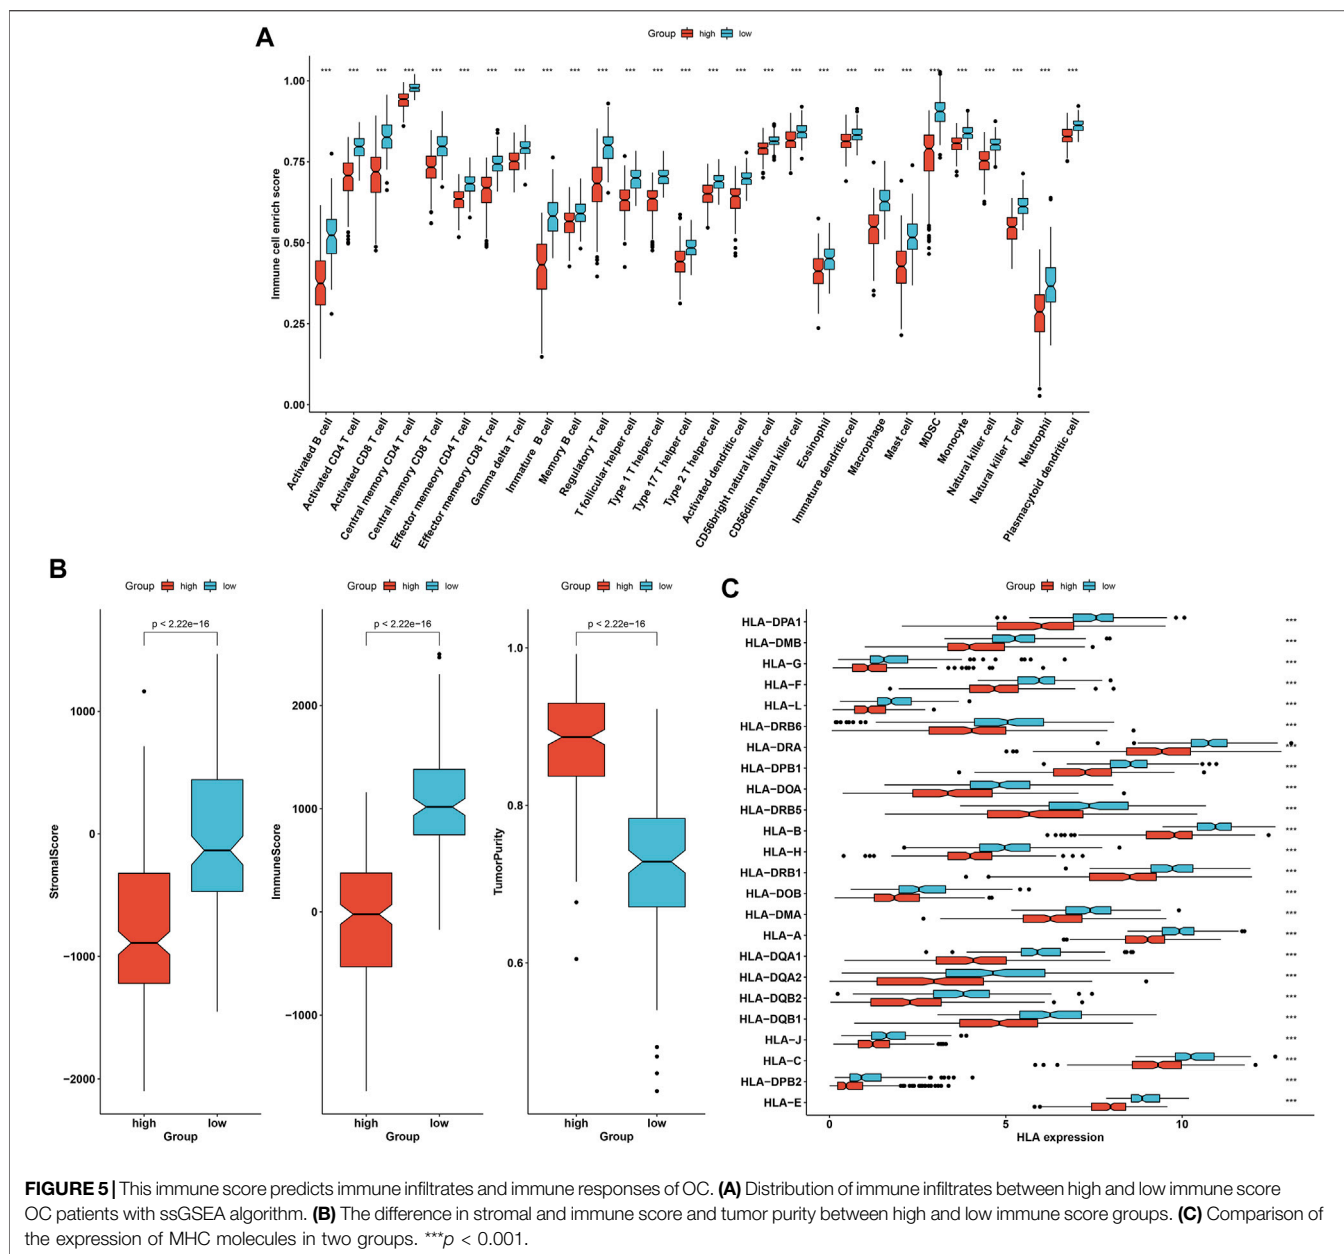 A
Group high low
*** *** *** *** *** *** *** *** *** *** *** *** *** *** *** *** *** *** *** *** *** *** *** *** *** *** *** ***
Immune cell enrich score
1.00
0.75
0.50
0.25
0.00
Activated B cell
Activated CD4 T cell
Activated CD8 T cell
Central memory CD4 T cell
Central memory CD8 T cell
Effector memeory CD4 T cell
Effector memeory CD8 T cell
Gamma delta T cell
Immature B cell
Memory B cell
Regulatory T cell
T follicular helper cell
Type 1 T helper cell
Type 17 T helper cell
Type 2 T helper cell
Activated dendritic cell
CD56bright natural killer cell
CD56dim natural killer cell
Eosinophil
Immature dendritic cell
Macrophage
Mast cell
MDSC
Monocyte
Natural killer cell
Natural killer T cell
Neutrophil
Plasmacytoid dendritic cell
B
Group high low
p < 2.22e−16
StromalScore
1000
0
−1000
−2000
high low
Group
Group high low
p < 2.22e−16
ImmuneScore
2000
1000
0
−1000
high low
Group
Group high low
p < 2.22e−16
TumorPurity
1.0
0.8
0.6
high low
Group
C
Group high low
HLA−DPA1 ***
HLA−DMB ***
HLA−G ***
HLA−F ***
HLA−L ***
HLA−DRB6 ***
HLA−DRA ***
HLA−DPB1 ***
HLA−DOA ***
HLA−DRB5 ***
HLA−B ***
HLA−H ***
HLA−DRB1 ***
HLA−DOB ***
HLA−DMA ***
HLA−A ***
HLA−DQA1 ***
HLA−DQA2 ***
HLA−DQB2 ***
HLA−DQB1 ***
HLA−J ***
HLA−C ***
HLA−DPB2 ***
HLA−E ***
0 5 10
HLA expression
FIGURE 5 | This immune score predicts immune infiltrates and immune responses of OC. (A) Distribution of immune infiltrates between high and low immune score
OC patients with ssGSEA algorithm. (B) The difference in stromal and immune score and tumor purity between high and low immune score groups. (C) Comparison of
the expression of MHC molecules in two groups. ***p < 0.001.